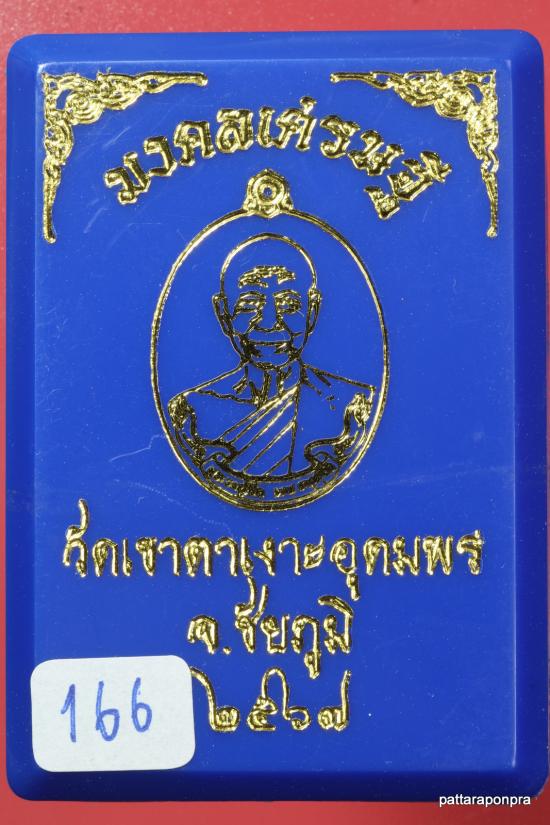 มงคลเศรษฐี
วัดเขาตาเงาะอุดมพร
จ.ชัยภูมิ
๒๕๖๗
166
pattaraponpra